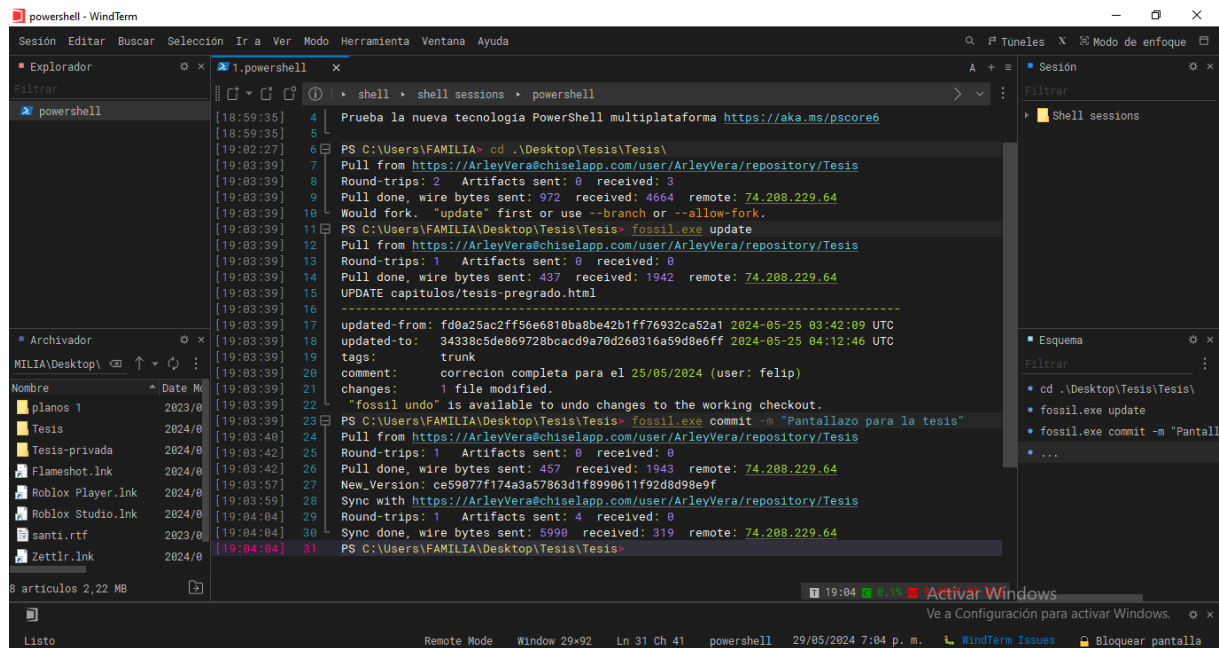 powershell - WindTerm
Sesión Editar Buscar Selección Ir a Ver Modo Herramienta Ventana Ayuda
Túneles X Modo de enfoque
Explorador
Filtrar
powershell
1.powershell
A
shell shell sessions powershell
[18:59:35] 4 Prueba la nueva tecnología PowerShell multiplataforma https://aka.ms/pscore6
[18:59:35] 5
[19:02:27] 6 PS C:\Users\FAMILIA> cd .\Desktop\Tesis\Tesis\
[19:03:39] 7 Pull from https://ArleyVera@chiselapp.com/user/ArleyVera/repository/Tesis
[19:03:39] 8 Round-trips: 2 Artifacts sent: 0 received: 3
[19:03:39] 9 Pull done, wire bytes sent: 972 received: 4664 remote: 74.208.229.64
[19:03:39] 10 Would fork. "update" first or use --branch or --allow-fork.
[19:03:39] 11 PS C:\Users\FAMILIA\Desktop\Tesis\Tesis> fossil.exe update
[19:03:39] 12 Pull from https://ArleyVera@chiselapp.com/user/ArleyVera/repository/Tesis
[19:03:39] 13 Round-trips: 1 Artifacts sent: 0 received: 0
[19:03:39] 14 Pull done, wire bytes sent: 437 received: 1942 remote: 74.208.229.64
[19:03:39] 15 UPDATE capitulos/tesis-pregrado.html
[19:03:39] 16 ---------------------------------------------------------------------------
[19:03:39] 17 updated-from: fd0a25ac2ff56e6810ba8be42b1ff76932ca52a1 2024-05-25 03:42:09 UTC
[19:03:39] 18 updated-to: 34338c5de869728bcacd9a70d260316a59d8e6ff 2024-05-25 04:12:46 UTC
[19:03:39] 19 tags: trunk
[19:03:39] 20 comment: correcion completa para el 25/05/2024 (user: felip)
[19:03:39] 21 changes: 1 file modified.
[19:03:39] 22 "fossil undo" is available to undo changes to the working checkout.
[19:03:39] 23 PS C:\Users\FAMILIA\Desktop\Tesis\Tesis> fossil.exe commit -m "Pantallazo para la tesis"
[19:03:40] 24 Pull from https://ArleyVera@chiselapp.com/user/ArleyVera/repository/Tesis
[19:03:42] 25 Round-trips: 1 Artifacts sent: 0 received: 0
[19:03:42] 26 Pull done, wire bytes sent: 457 received: 1943 remote: 74.208.229.64
[19:03:57] 27 New_Version: ce59077f174a3a57863d1f8990611f92d8d98e9f
[19:03:59] 28 Sync with https://ArleyVera@chiselapp.com/user/ArleyVera/repository/Tesis
[19:04:04] 29 Round-trips: 1 Artifacts sent: 4 received: 0
[19:04:04] 30 Sync done, wire bytes sent: 5990 received: 319 remote: 74.208.229.64
[19:04:04] 31 PS C:\Users\FAMILIA\Desktop\Tesis\Tesis>
T 19:04 C 8.1% M
Archivador
MILIA\Desktop\
Nombre Date Mo
planos 1 2023/0
Tesis 2024/0
Tesis-privada 2024/0
Flameshot.lnk 2024/0
Roblox Player.lnk 2024/0
Roblox Studio.lnk 2024/0
santi.rtf 2023/0
Zettlr.lnk 2024/0
8 artículos 2,22 MB
Sesión
Filtrar
Shell sessions
Esquema
Filtrar
cd .\Desktop\Tesis\Tesis\
fossil.exe update
fossil.exe commit -m "Pantall
...
Activar Windows
Ve a Configuración para activar Windows.
Listo
Remote Mode Window 29×92 Ln 31 Ch 41 powershell 29/05/2024 7:04 p. m. WindTerm Issues Bloquear pantalla